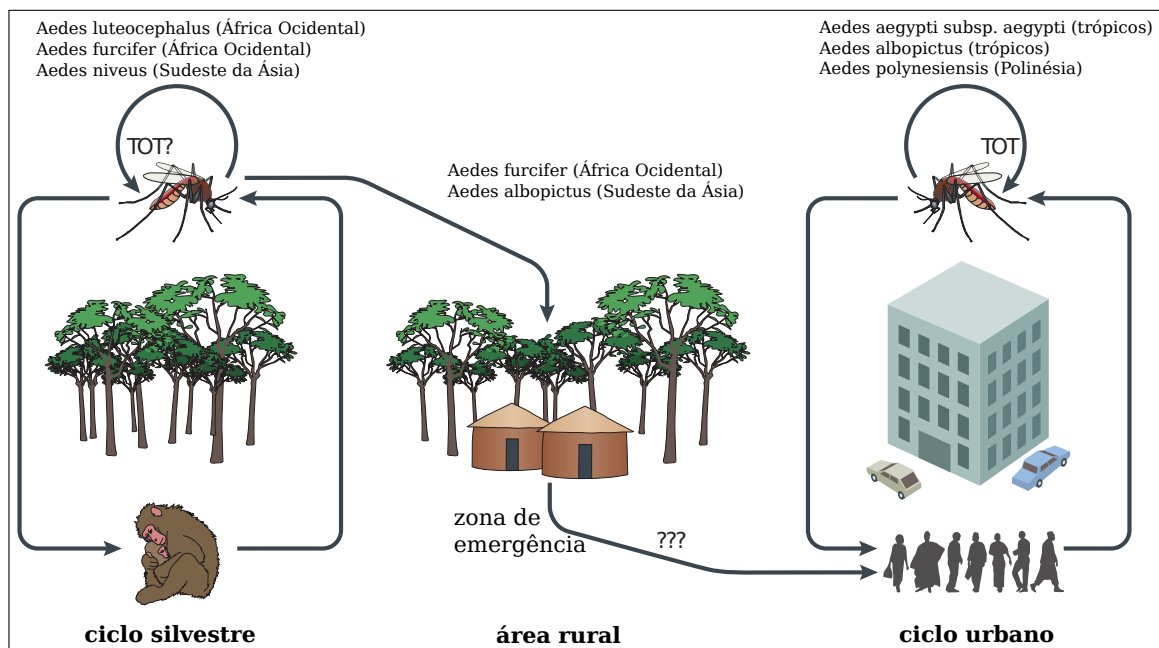 Aedes luteocephalus (África Ocidental)
Aedes furcifer (África Ocidental)
Aedes niveus (Sudeste da Ásia)
Aedes aegypti subsp. aegypti (trópicos)
Aedes albopictus (trópicos)
Aedes polynesiensis (Polinésia)
TOT?
TOT
Aedes furcifer (África Ocidental)
Aedes albopictus (Sudeste da Ásia)
zona de
emergência
???
ciclo silvestre
área rural
ciclo urbano